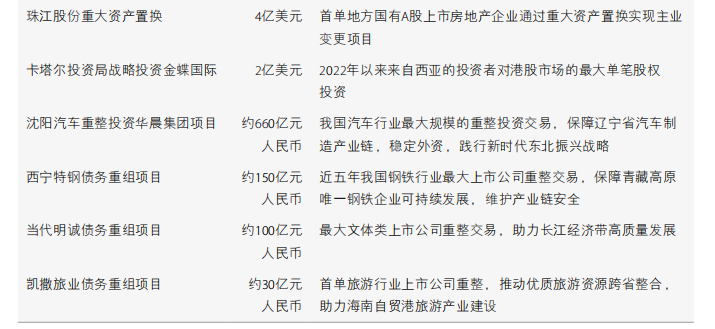 珠江股份重大资产置换 4亿美元 首单地方国有A股上市房地产企业通过重大资产置换实现主业
变更项目
卡塔尔投资局战略投资金蝶国际 2亿美元 2022年以来来自西亚的投资者对港股市场的最大单笔股权
投资
沈阳汽车重整投资华晨集团项目 约660亿元 我国汽车行业最大规模的重整投资交易，保障辽宁省汽车制
人民币 造产业链，稳定外资，践行新时代东北振兴战略
西宁特钢债务重组项目 约150亿元 近五年我国钢铁行业最大上市公司重整交易，保障青藏高原
人民币 唯一钢铁企业可持续发展，维护产业链安全
当代明诚债务重组项目 约100亿元 最大文体类上市公司重整交易，助力长江经济带高质量发展
人民币
凯撒旅业债务重组项目 约30亿元 首单旅游行业上市公司重整，推动优质旅游资源跨省整合，
人民币 助力海南自贸港旅游产业建设